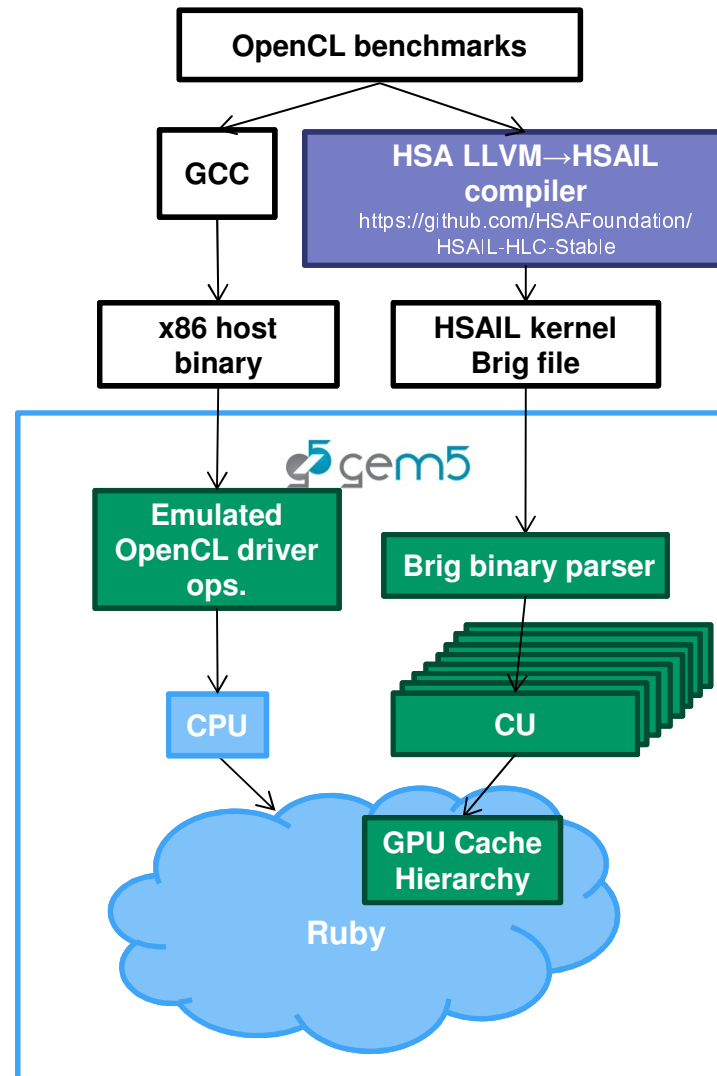 OpenCL benchmarks
GCC
HSA LLVM→HSAIL
compiler
https://github.com/HSAFoundation/
HSAIL-HLC-Stable
x86 host
binary
HSAIL kernel
Brig file
gem5
Emulated
OpenCL driver
ops.
Brig binary parser
CPU
CU
GPU Cache
Hierarchy
Ruby